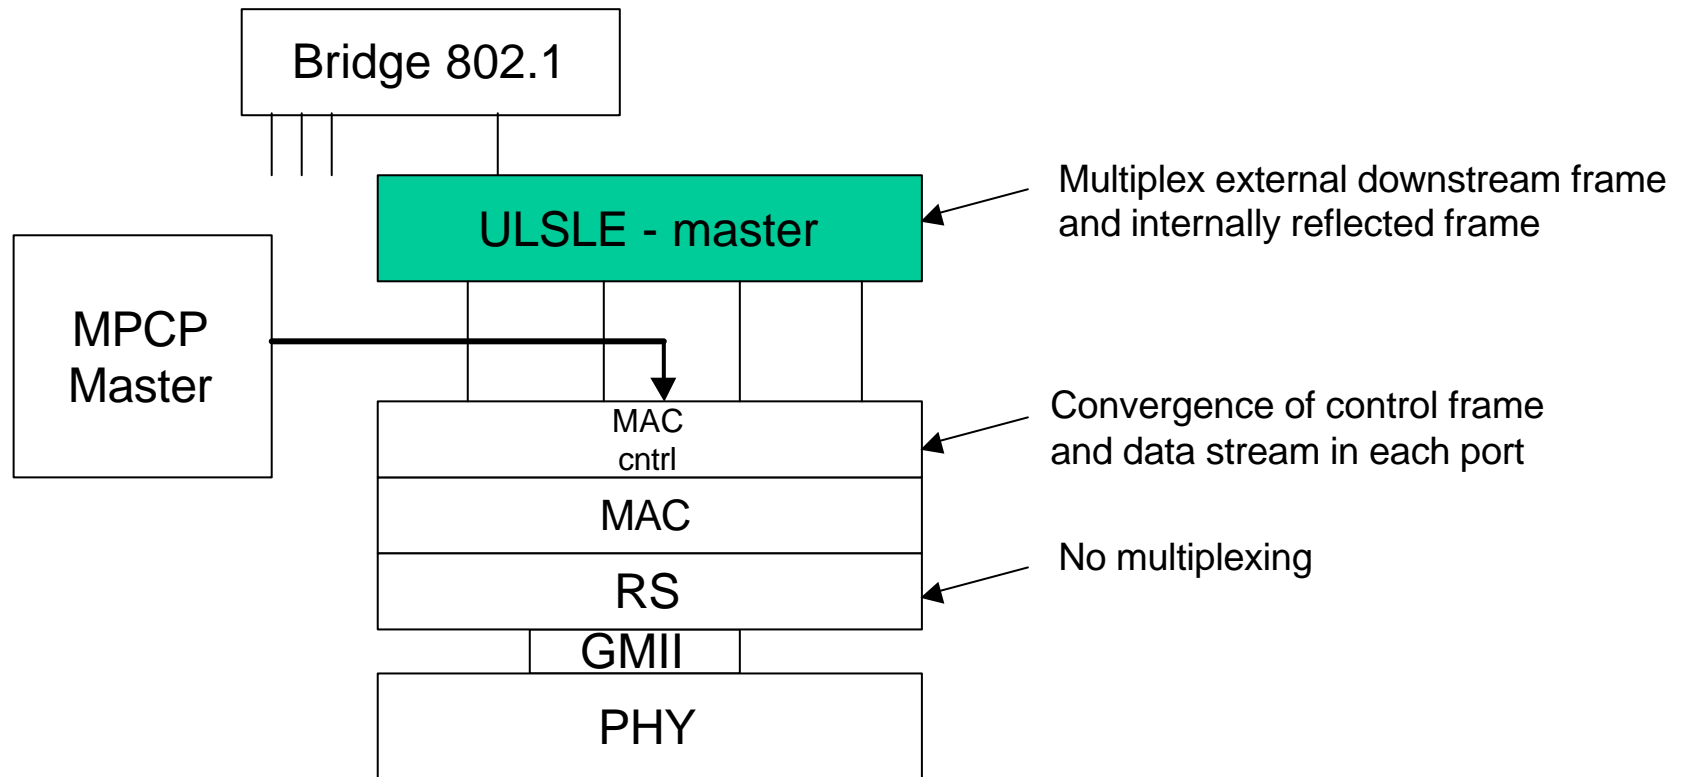 Bridge 802.1
ULSLE - master
Multiplex external downstream frame
and internally reflected frame
MPCP
Master
MAC
cntrl
Convergence of control frame
and data stream in each port
MAC
No multiplexing
RS
GMII
PHY